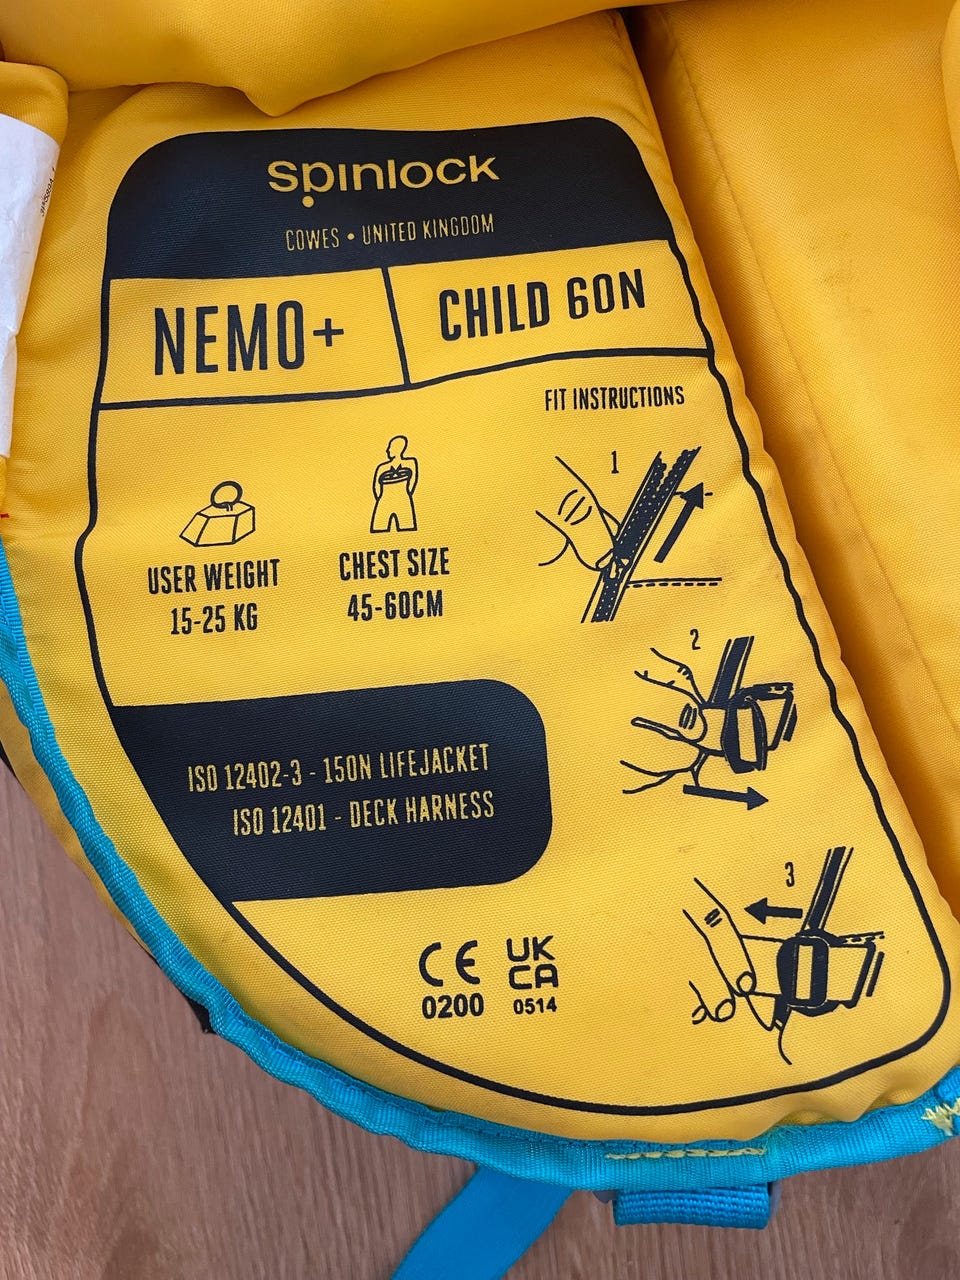 spinlock
COWES • UNITED KINGDOM
NEMO+
CHILD 60N
FIT INSTRUCTIONS
1
USER WEIGHT
15-25 KG
CHEST SIZE
45-60CM
2
ISO 12402-3 - 150N LIFEJACKET
ISO 12401 - DECK HARNESS
3
CE
0200
UK
CA
0514